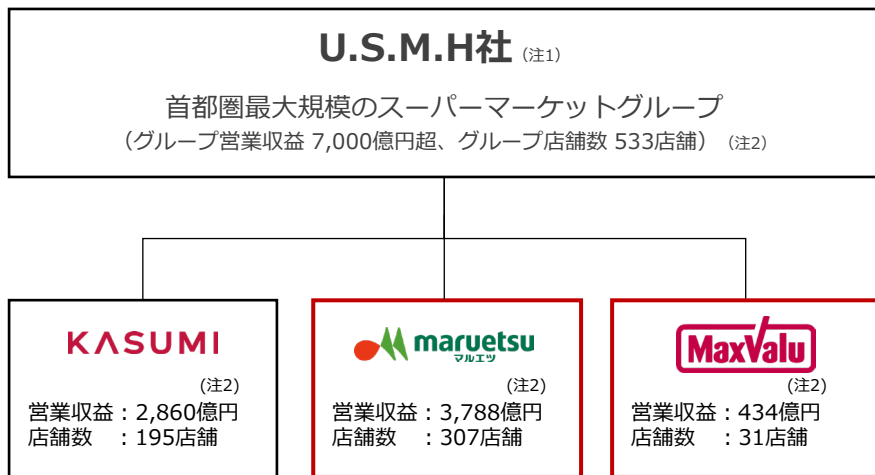 U.S.M.H社 (注1)
首都圏最大規模のスーパーマーケットグループ
（グループ営業収益 7,000億円超、グループ店舗数 533店舗） (注2)
KASUMI
(注2)
営業収益：2,860億円
店舗数 ：195店舗
maruetsu
マルエツ
(注2)
営業収益：3,788億円
店舗数 ：307店舗
MaxValu
(注2)
営業収益：434億円
店舗数 ：31店舗